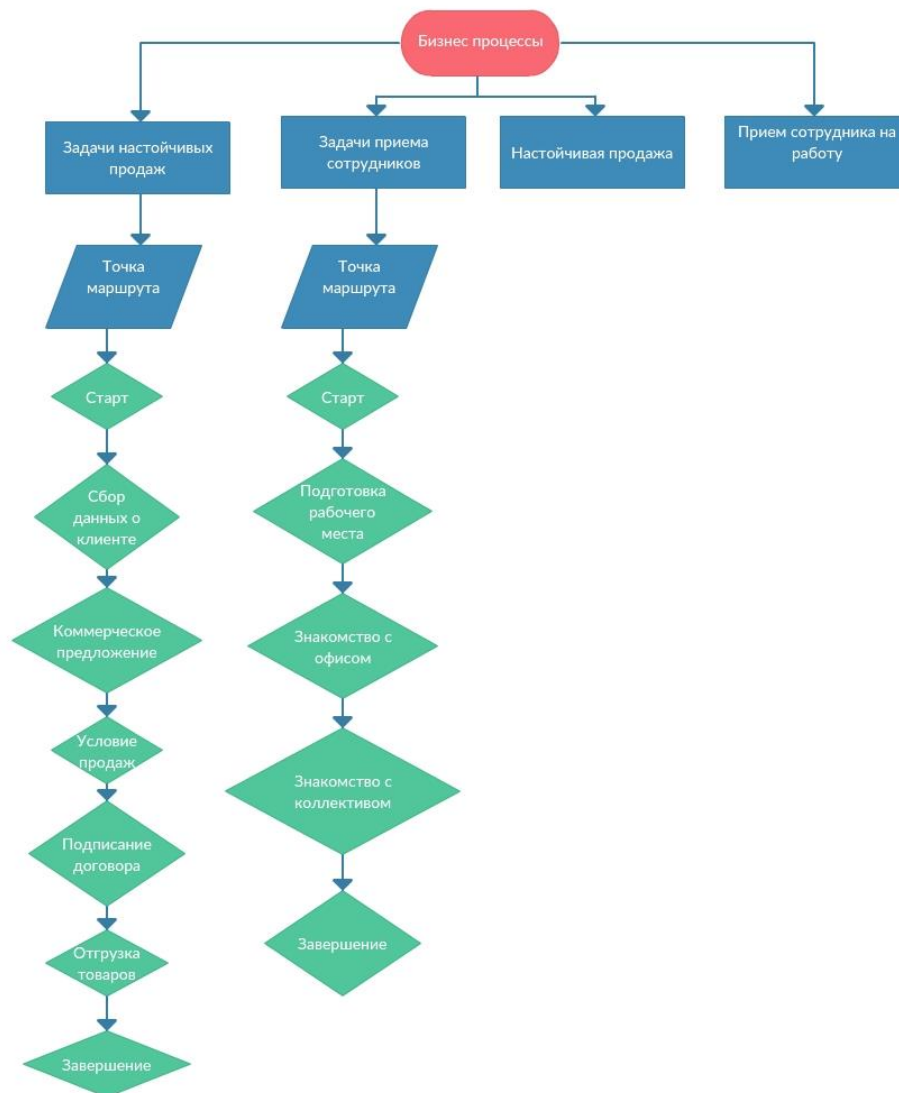 Бизнес процессы
Задачи настойчивых
продаж
Задачи приема
сотрудников
Настойчивая продажа
Прием сотрудника на
работу
Точка
маршрута
Точка
маршрута
Старт
Старт
Сбор
данных о
клиенте
Подготовка
рабочего
места
Коммерческое
предложение
Знакомство с
офисом
Условие
продаж
Знакомство с
коллективом
Подписание
договора
Отгрузка
товаров
Завершение
Завершение